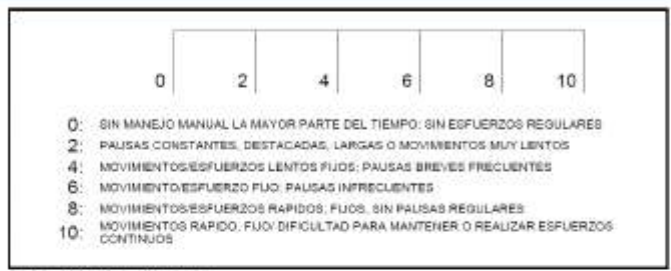 0 2 4 6 8 10
0: SIN MANEJO MANUAL LA MAYOR PARTE DEL TIEMPO: SIN ESFUERZOS REGULARES
2: PAUSAS CONSTANTES, DESTACADAS, LARGAS O MOVIMIENTOS MUY LENTOS
4: MOVIMIENTOS/ESFUERZOS LENTOS FIJOS; PAUSAS BREVES FRECUENTES
6: MOVIMENTO/ESFUERZO FIJO: PAUSAS INFRECUENTES
8: MOVIMIENTOS/ESFUERZOS RAPIDOS; FIJOS, SIN PAUSAS REGULARES
10: MOVIMIENTOS RAPIDO, FIJO/ DIFICULTAD PARA MANTENER O REALIZAR ESFUERZOS
CONTINUOS